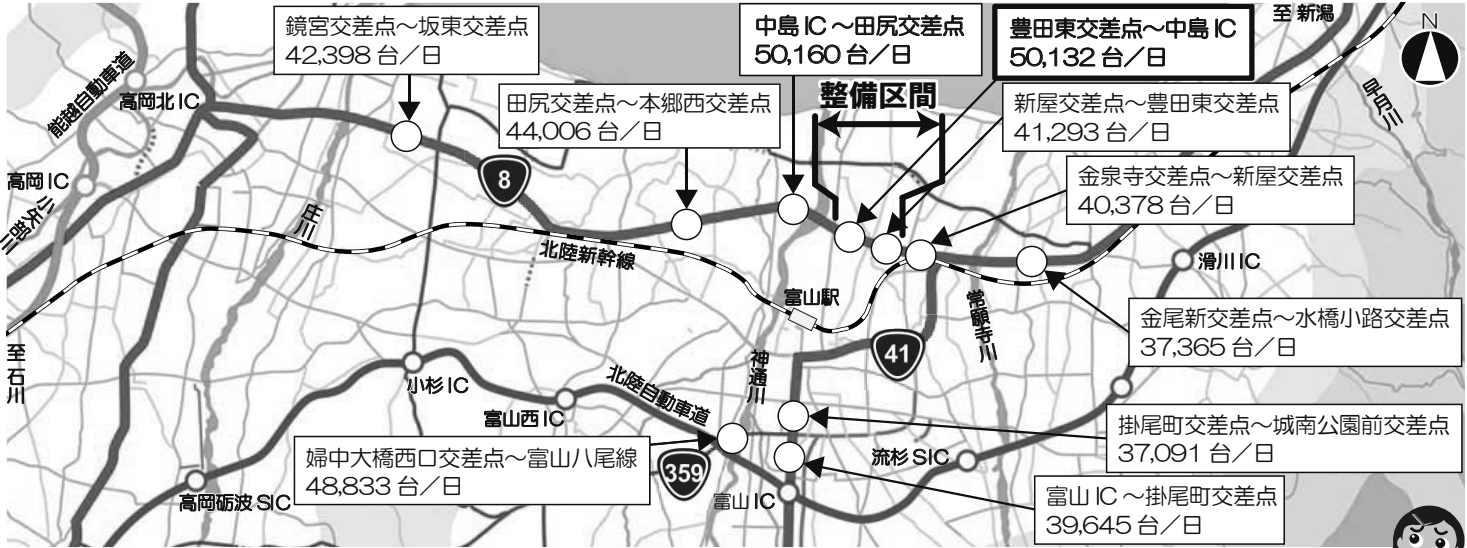 鏡宮交差点～坂東交差点
42,398 台／日
中島 IC ～田尻交差点
50,160 台／日
豊田東交差点～中島 IC
50,132 台／日
至 新潟
N
能越自動車道
高岡北 IC
田尻交差点～本郷西交差点
44,006 台／日
整備区間
新屋交差点～豊田東交差点
41,293 台／日
早月川
高岡 IC
小矢部川
庄川
8
金泉寺交差点～新屋交差点
40,378 台／日
北陸新幹線
滑川 IC
富山駅
常願寺川
金尾新交差点～水橋小路交差点
37,365 台／日
至 石川
41
神通川
小杉 IC
北陸自動車道
富山西 IC
掛尾町交差点～城南公園前交差点
37,091 台／日
婦中大橋西口交差点～富山八尾線
48,833 台／日
359
流杉 SIC
高岡砺波 SIC
富山 IC
富山 IC ～掛尾町交差点
39,645 台／日